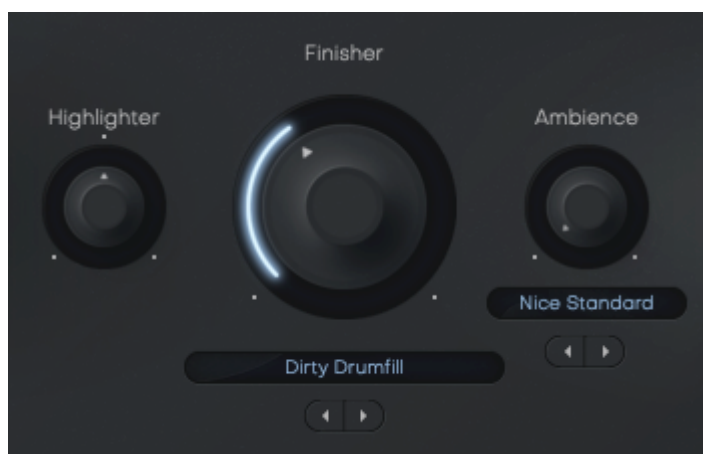 Finisher
Highlighter
Ambience
Nice Standard
Dirty Drumfill